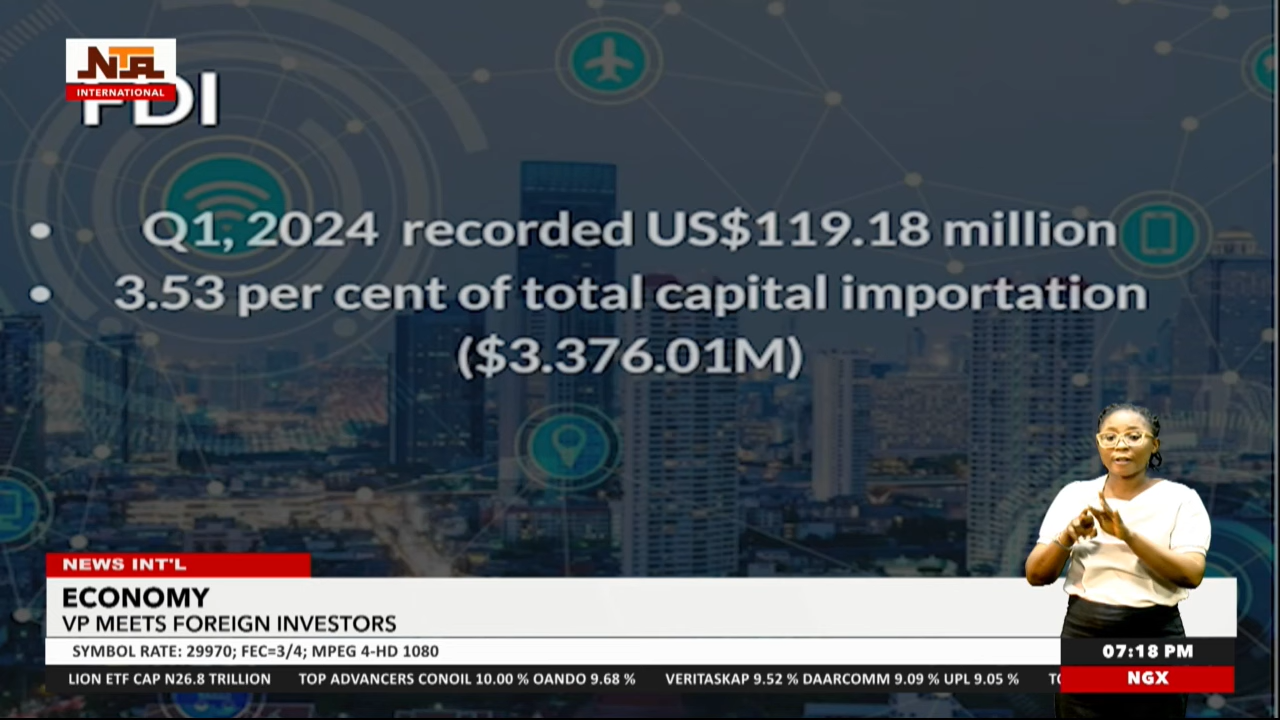 NTA
INTERNATIONAL
FDI
• Q1, 2024 recorded US$119.18 million
• 3.53 per cent of total capital importation
($3.376.01M)
NEWS INT'L
ECONOMY
VP MEETS FOREIGN INVESTORS
SYMBOL RATE: 29970; FEC=3/4; MPEG 4-HD 1080
07:18 PM
LION ETF CAP N26.8 TRILLION TOP ADVANCERS CONOIL 10.00 % OANDO 9.68 % VERITASKAP 9.52 % DAARCOMM 9.09 % UPL 9.05 %
NGX